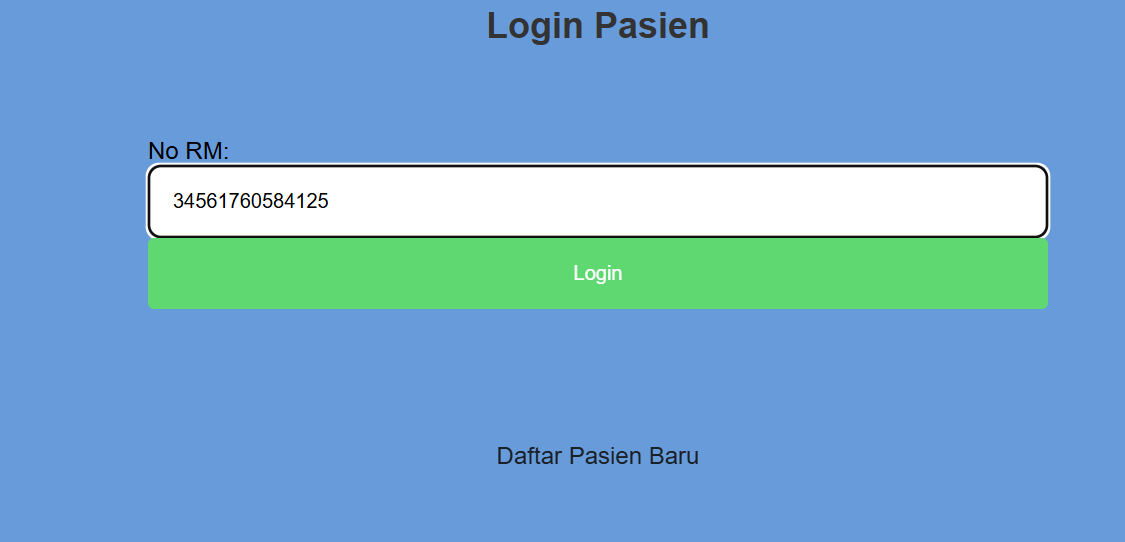 Login Pasien
No RM:
34561760584125
Login
Daftar Pasien Baru